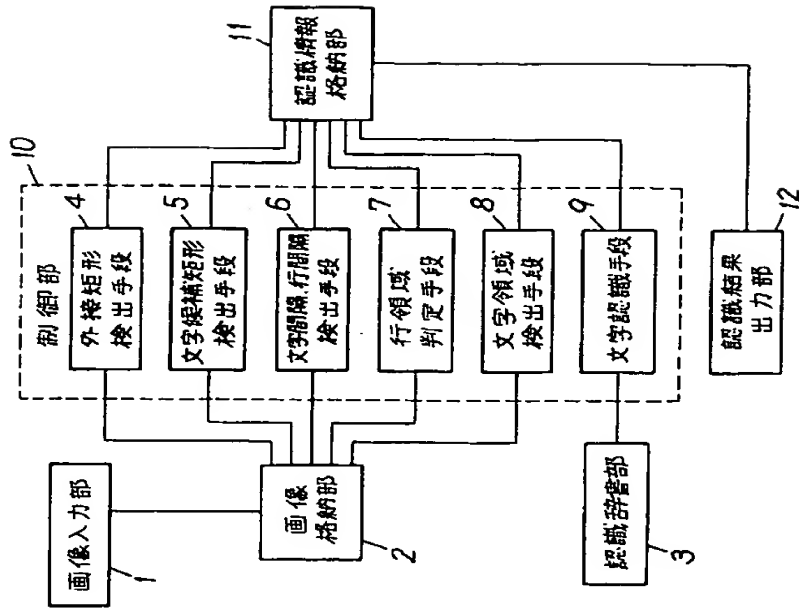 画像入力部
1
画像
格納部
2
認識辞書部
3
制御部
10
外接矩形
検出手段
4
文字候補矩形
検出手段
5
文字間隔,行間隔
検出手段
6
行領域
判定手段
7
文字領域
検出手段
8
文字認識手段
9
認識情報
格納部
11
認識結果
出力部
12